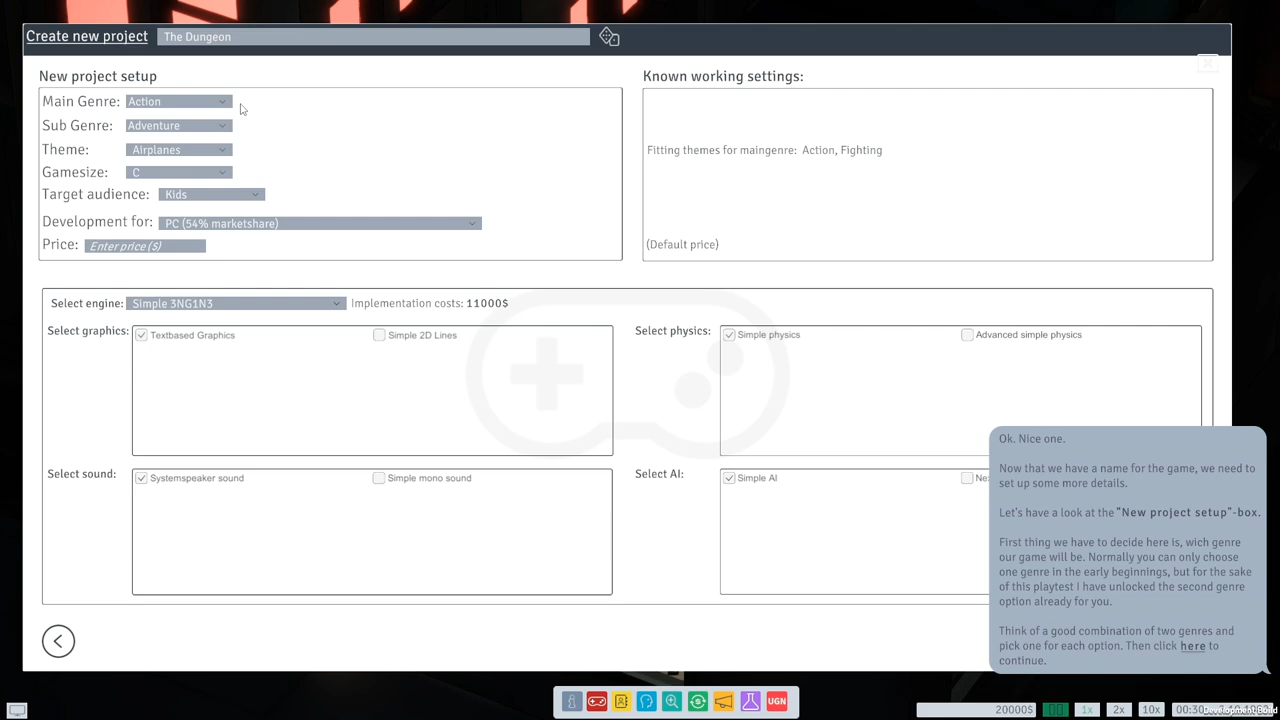 Create new project
The Dungeon
New project setup
Main Genre: Action
Sub Genre: Adventure
Theme: Airplanes
Gamesize: C
Target audience: Kids
Development for: PC (54% marketshare)
Price: Enter price ($)
Known working settings:
Fitting themes for maingenre: Action, Fighting
(Default price)
Select engine: Simple 3NG1N3 Implementation costs: 11000$
Select graphics: Textbased Graphics Simple 2D Lines
Select physics: Simple physics Advanced simple physics
Select sound: Systemspeaker sound Simple mono sound
Select AI: Simple AI
Ok. Nice one.
Now that we have a name for the game, we need to
set up some more details.
Let's have a look at the "New project setup"-box.
First thing we have to decide here is, wich genre
our game will be. Normally you can only choose
one genre in the early beginnings, but for the sake
of this playtest I have unlocked the second genre
option already for you.
Think of a good combination of two genres and
pick one for each option. Then click here to
continue.
UGN
20000$ 1x 2x 10x 00:30
Development Build